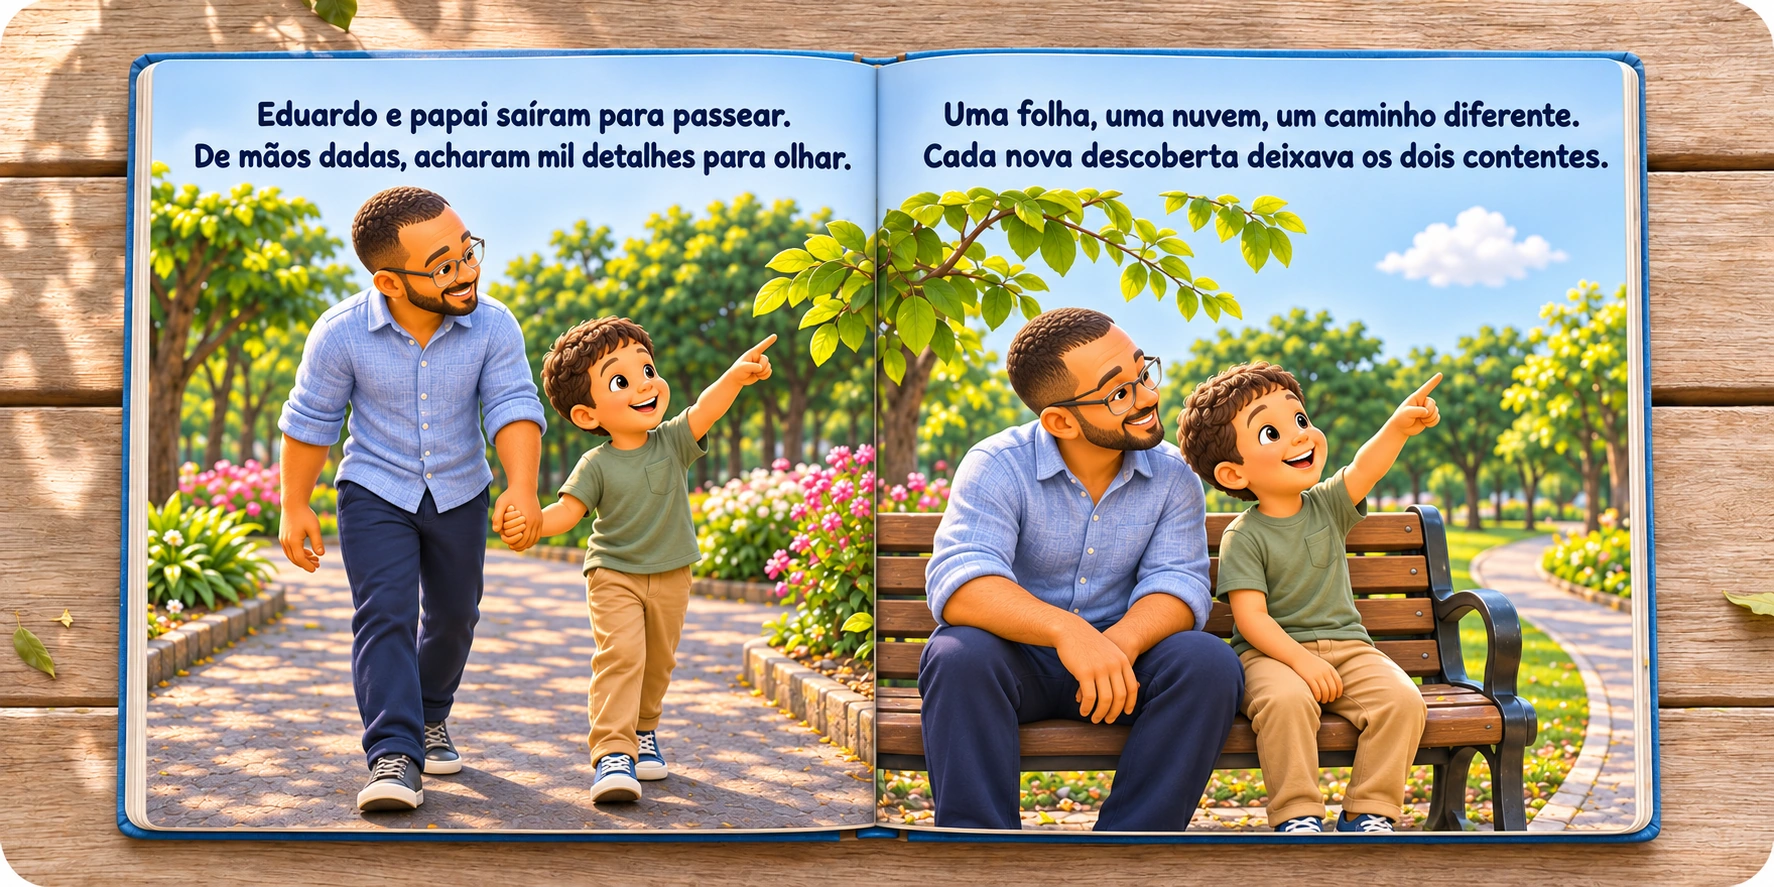 Eduardo e papai saíram para passear.
De mãos dadas, acharam mil detalhes para olhar.
Uma folha, uma nuvem, um caminho diferente.
Cada nova descoberta deixava os dois contentes.